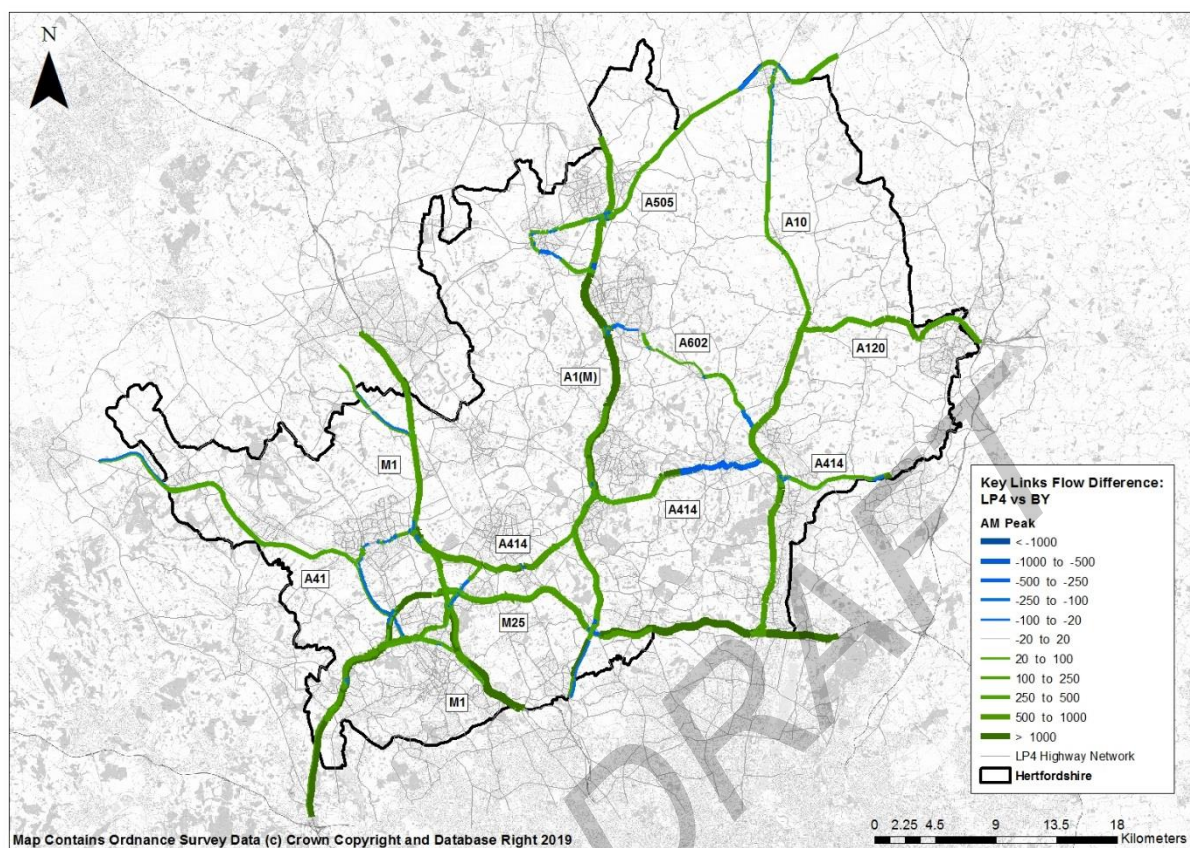 N
A505
A10
A602
A120
A1(M)
M1
A414
A414
A414
A41
M25
M1
DRAFT
Key Links Flow Difference:
LP4 vs BY
AM Peak
< -1000
-1000 to -500
-500 to -250
-250 to -100
-100 to -20
-20 to 20
20 to 100
100 to 250
250 to 500
500 to 1000
> 1000
LP4 Highway Network
Hertfordshire
Map Contains Ordnance Survey Data (c) Crown Copyright and Database Right 2019
0 2.25 4.5 9 13.5 18
Kilometers